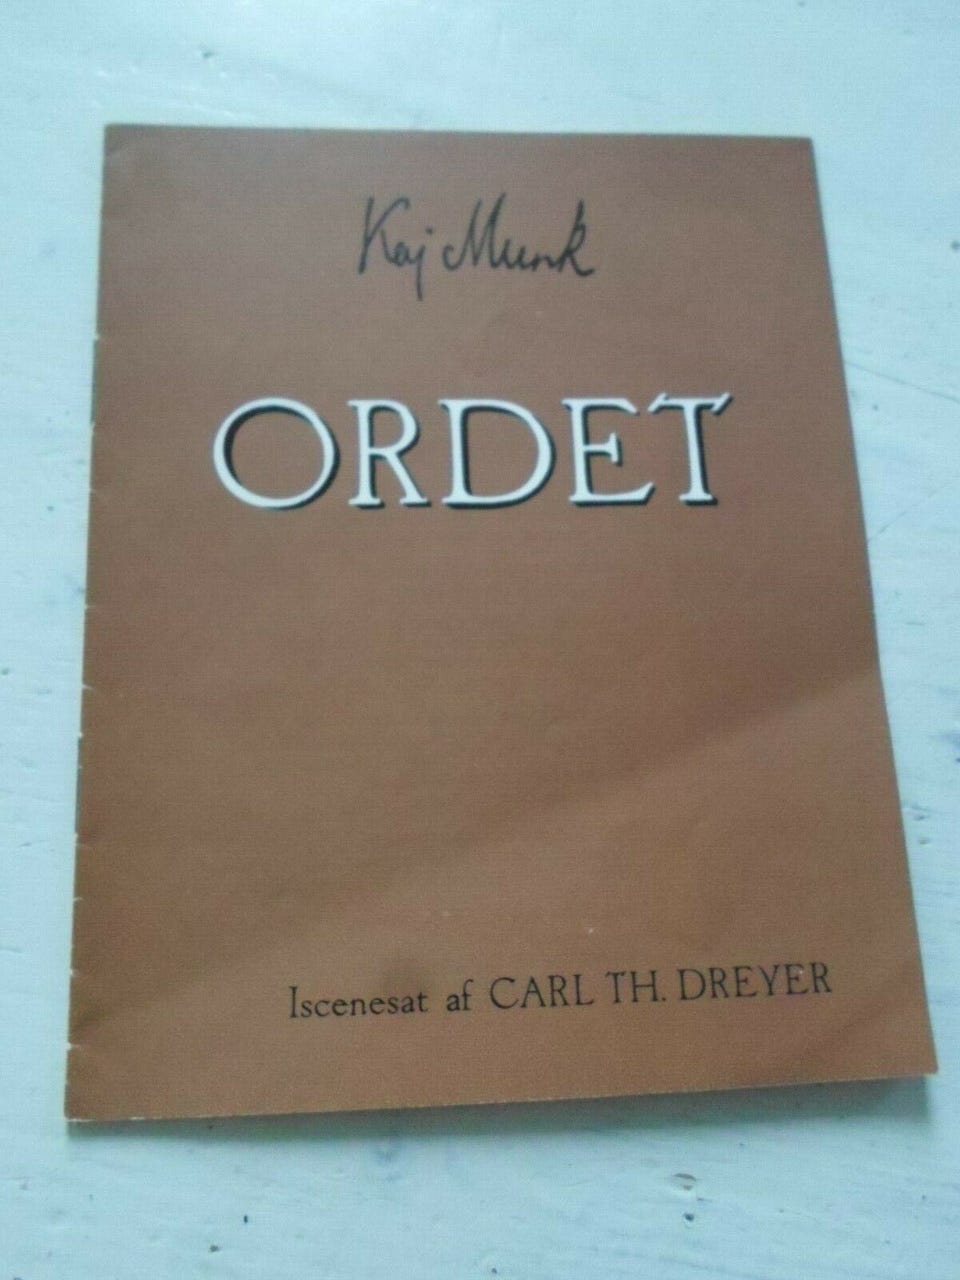 Kaj Munk
ORDET
Iscenesat af CARL TH. DREYER